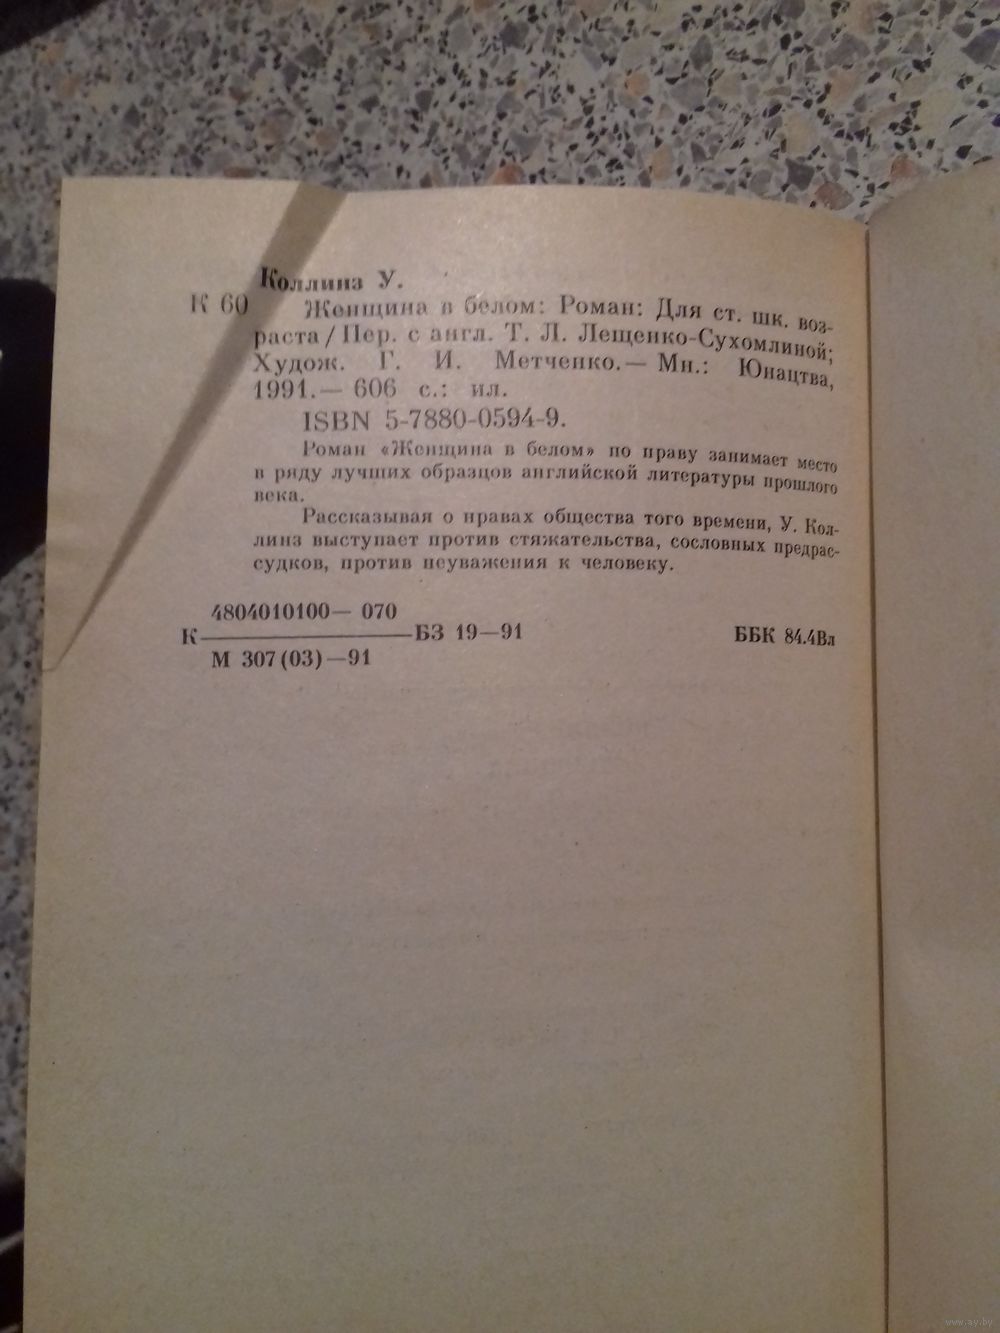 Коллинз У.
К 60 Женщина в белом: Роман: Для ст. шк. воз-
раста / Пер. с англ. Т. Л. Лещенко-Сухомлиной;
Худож. Г. И. Метченко. — Мн.: Юнацтва,
1991. — 606 с.: ил.
ISBN 5-7880-0594-9.
Роман «Женщина в белом» по праву занимает место
в ряду лучших образцов английской литературы прошлого
века.
Рассказывая о нравах общества того времени, У. Кол-
линз выступает против стяжательства, сословных предрас-
судков, против неуважения к человеку.
4804010100— 070
К ——— БЗ 19—91 ББК 84.4Вл
М 307(03)—91
www.ay.by